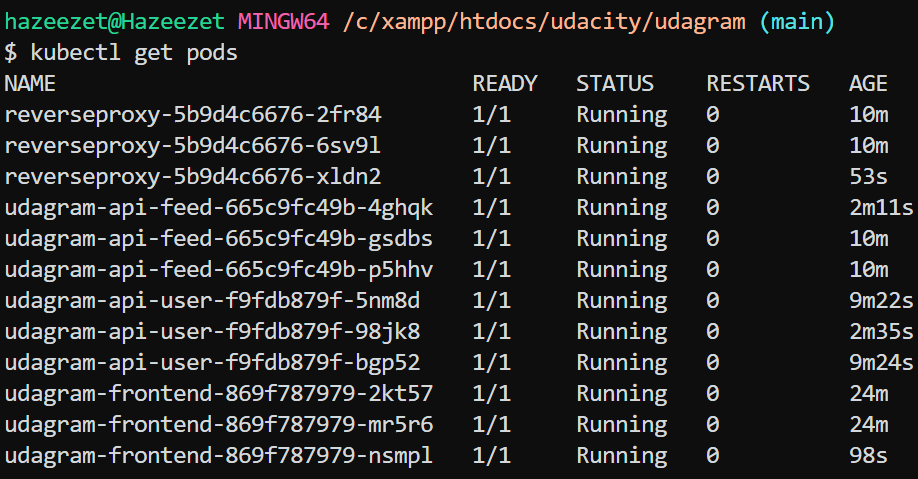 hazeezet@Hazeezet MINGW64 /c/xampp/htdocs/udacity/udagram (main)
$ kubectl get pods
NAME READY STATUS RESTARTS AGE
reverseproxy-5b9d4c6676-2fr84 1/1 Running 0 10m
reverseproxy-5b9d4c6676-6sv9l 1/1 Running 0 10m
reverseproxy-5b9d4c6676-xldn2 1/1 Running 0 53s
udagram-api-feed-665c9fc49b-4ghqk 1/1 Running 0 2m11s
udagram-api-feed-665c9fc49b-gsdbs 1/1 Running 0 10m
udagram-api-feed-665c9fc49b-p5hhv 1/1 Running 0 10m
udagram-api-user-f9fdb879f-5nm8d 1/1 Running 0 9m22s
udagram-api-user-f9fdb879f-98jk8 1/1 Running 0 2m35s
udagram-api-user-f9fdb879f-bgp52 1/1 Running 0 9m24s
udagram-frontend-869f787979-2kt57 1/1 Running 0 24m
udagram-frontend-869f787979-mr5r6 1/1 Running 0 24m
udagram-frontend-869f787979-nsmpl 1/1 Running 0 98s